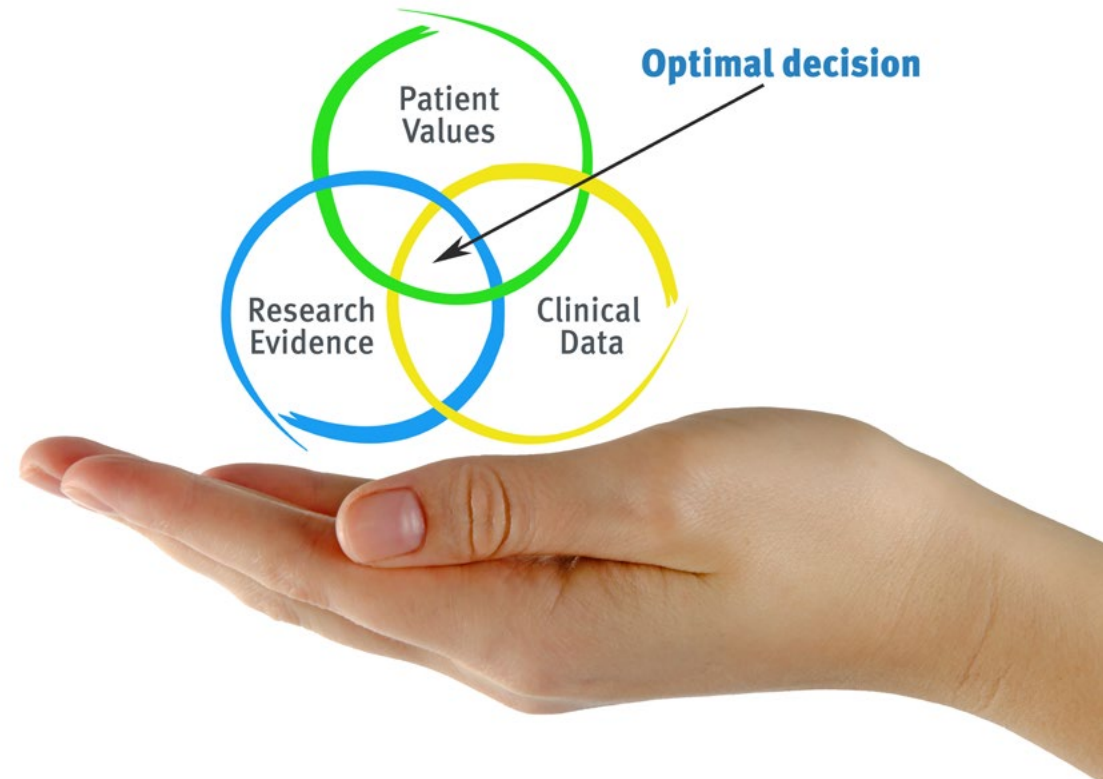 Optimal decision
Patient
Values
Research
Evidence
Clinical
Data